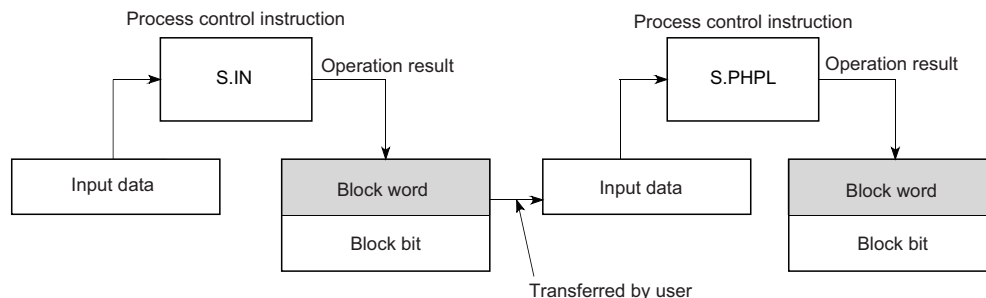 Process control instruction
S.IN
Operation result
Input data
Block word
Block bit
Transferred by user
Process control instruction
S.PHPL
Operation result
Input data
Block word
Block bit